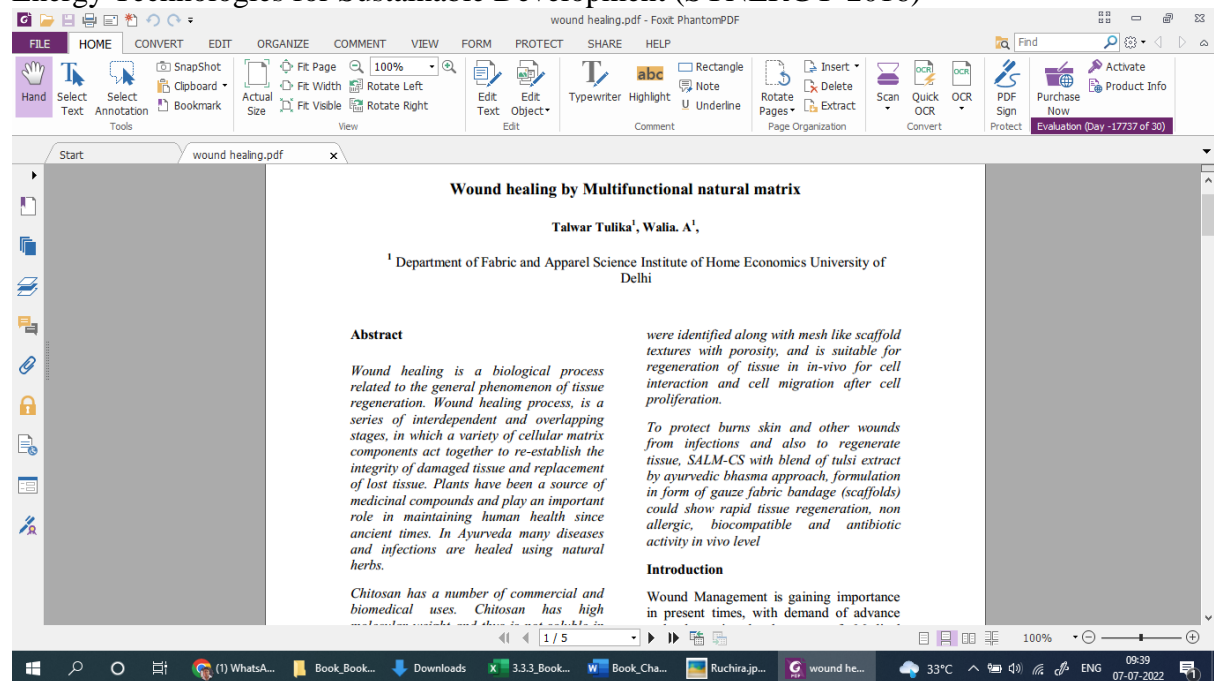 Energy Technologies for Sustainable Development (SYNERGY-2018)
wound healing.pdf - Foxit PhantomPDF
FILE HOME CONVERT EDIT ORGANIZE COMMENT VIEW FORM PROTECT SHARE HELP Find
Hand Select Text Select Annotation SnapShot Clipboard Bookmark
Tools
Actual Size Fit Page Fit Width Fit Visible 100% Rotate Left Rotate Right
View
Edit Text Edit Object
Edit
Typewriter Highlight Rectangle Note Underline
Comment
Rotate Pages Insert Delete Extract
Page Organization
Scan Quick OCR OCR
Convert
PDF Sign
Protect
Purchase Now Activate Product Info
Evaluation (Day -17737 of 30)
Start wound healing.pdf x
Wound healing by Multifunctional natural matrix
Talwar Tulika1, Walia. A1,
1 Department of Fabric and Apparel Science Institute of Home Economics University of
Delhi
Abstract
Wound healing is a biological process
related to the general phenomenon of tissue
regeneration. Wound healing process, is a
series of interdependent and overlapping
stages, in which a variety of cellular matrix
components act together to re-establish the
integrity of damaged tissue and replacement
of lost tissue. Plants have been a source of
medicinal compounds and play an important
role in maintaining human health since
ancient times. In Ayurveda many diseases
and infections are healed using natural
herbs.
Chitosan has a number of commercial and
biomedical uses. Chitosan has high
were identified along with mesh like scaffold
textures with porosity, and is suitable for
regeneration of tissue in in-vivo for cell
interaction and cell migration after cell
proliferation.
To protect burns skin and other wounds
from infections and also to regenerate
tissue, SALM-CS with blend of tulsi extract
by ayurvedic bhasma approach, formulation
in form of gauze fabric bandage (scaffolds)
could show rapid tissue regeneration, non
allergic, biocompatible and antibiotic
activity in vivo level
Introduction
Wound Management is gaining importance
in present times, with demand of advance
1 / 5 100%
(1) WhatsA... Book_Book... Downloads 3.3.3_Book... Book_Cha... Ruchira.jp... wound he... 33°C ENG 09:39
07-07-2022